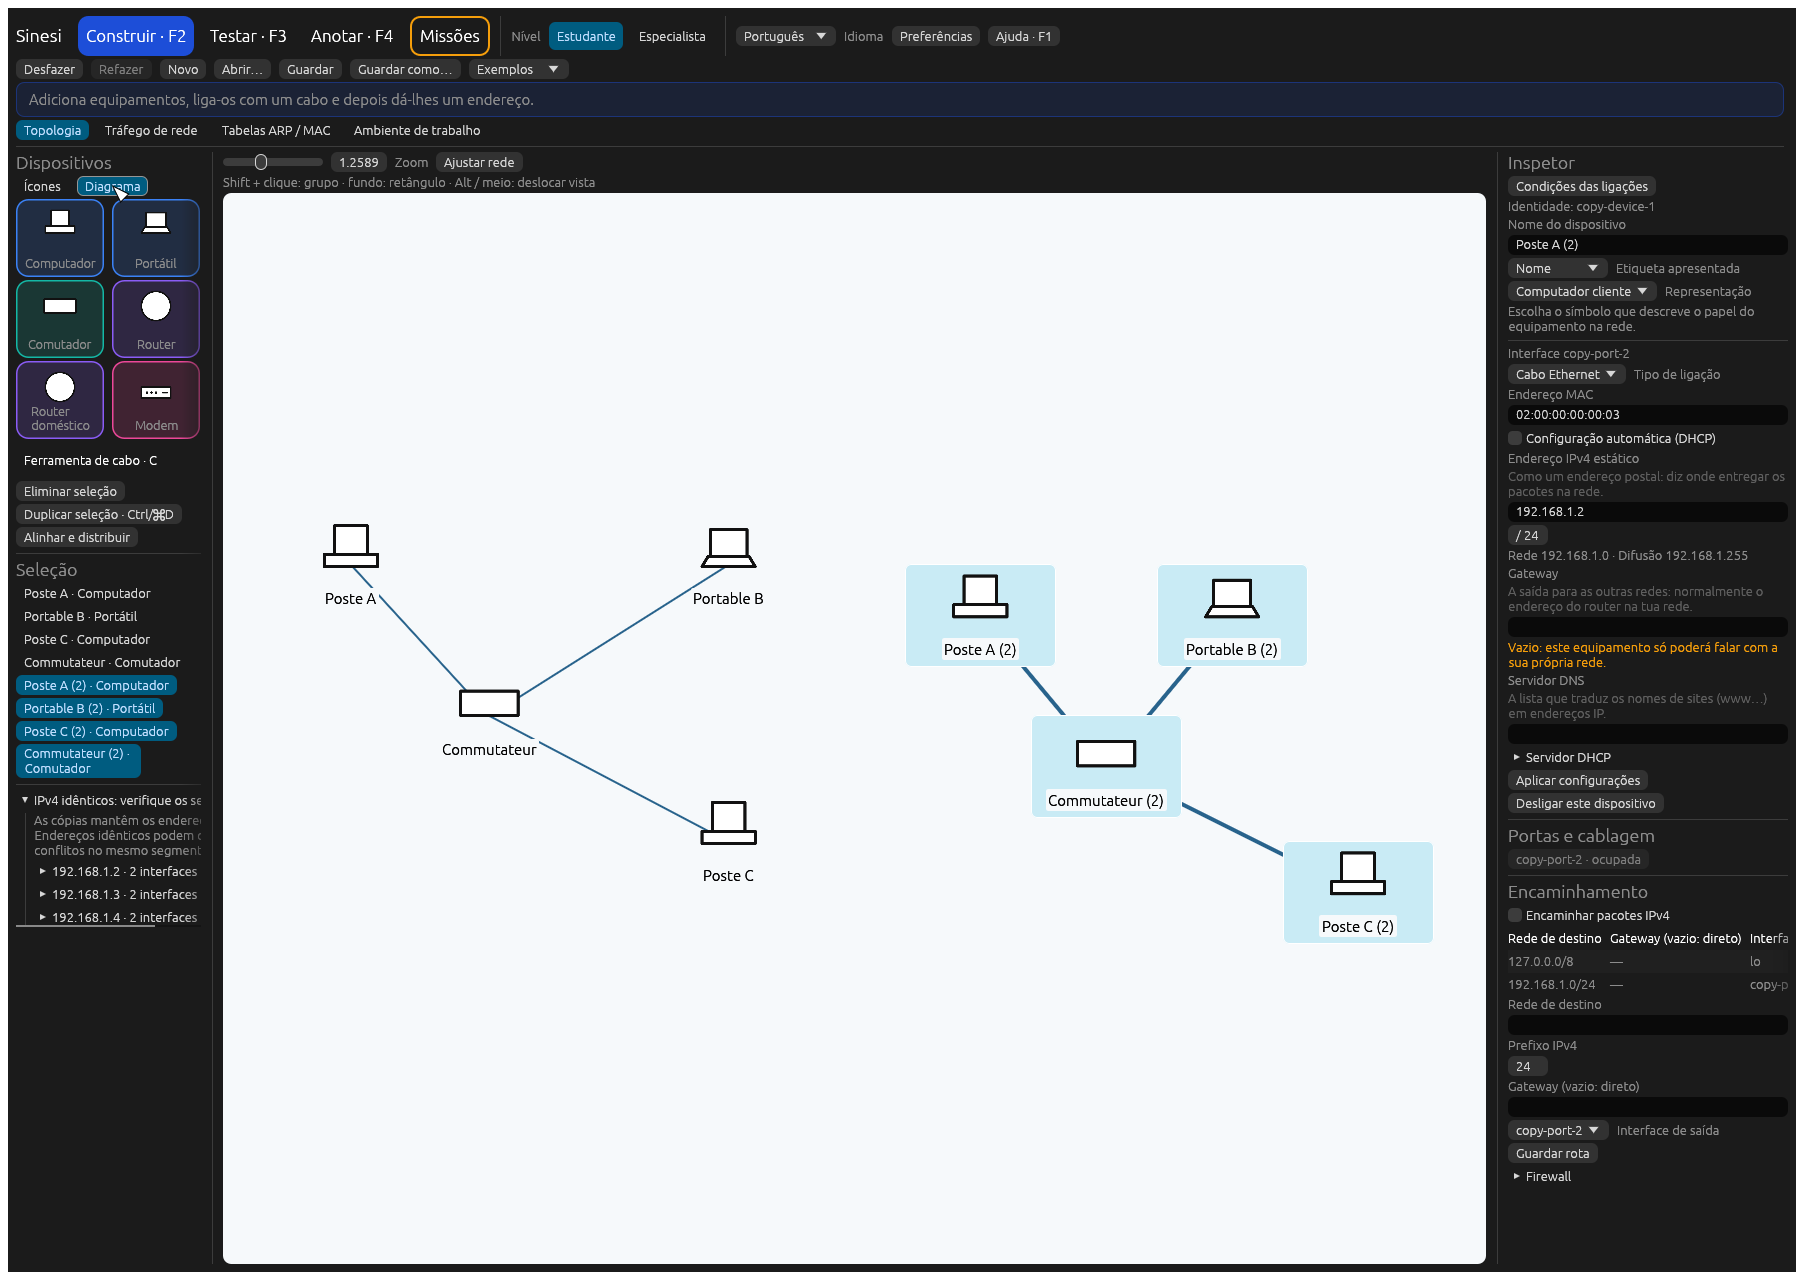 Sinesi
Construir · F2
Testar · F3
Anotar · F4
Missões
Nível
Estudante
Especialista
Português
Idioma
Preferências
Ajuda · F1
Desfazer
Refazer
Novo
Abrir…
Guardar
Guardar como…
Exemplos
Adiciona equipamentos, liga-os com um cabo e depois dá-lhes um endereço.
Topologia
Tráfego de rede
Tabelas ARP / MAC
Ambiente de trabalho
Dispositivos
Ícones
Diagrama
Computador
Portátil
Comutador
Router
Router
doméstico
Modem
Ferramenta de cabo · C
Eliminar seleção
Duplicar seleção · Ctrl/⌘D
Alinhar e distribuir
Seleção
Poste A · Computador
Portable B · Portátil
Poste C · Computador
Commutateur · Comutador
Poste A (2) · Computador
Portable B (2) · Portátil
Poste C (2) · Computador
Commutateur (2) ·
Comutador
IPv4 idênticos: verifique os se
As cópias mantêm os endere
Endereços idênticos podem
conflitos no mesmo segment
192.168.1.2 · 2 interfaces
192.168.1.3 · 2 interfaces
192.168.1.4 · 2 interfaces
1.2589
Zoom
Ajustar rede
Shift + clique: grupo · fundo: retângulo · Alt / meio: deslocar vista
Poste A
Portable B
Commutateur
Poste C
Poste A (2)
Portable B (2)
Commutateur (2)
Poste C (2)
Inspetor
Condições das ligações
Identidade: copy-device-1
Nome do dispositivo
Poste A (2)
Nome
Etiqueta apresentada
Computador cliente
Representação
Escolha o símbolo que descreve o papel do
equipamento na rede.
Interface copy-port-2
Cabo Ethernet
Tipo de ligação
Endereço MAC
02:00:00:00:00:03
Configuração automática (DHCP)
Endereço IPv4 estático
Como um endereço postal: diz onde entregar os
pacotes na rede.
192.168.1.2
/ 24
Rede 192.168.1.0 · Difusão 192.168.1.255
Gateway
A saída para as outras redes: normalmente o
endereço do router na tua rede.
Vazio: este equipamento só poderá falar com a
sua própria rede.
Servidor DNS
A lista que traduz os nomes de sites (www…)
em endereços IP.
Servidor DHCP
Aplicar configurações
Desligar este dispositivo
Portas e cablagem
copy-port-2 · ocupada
Encaminhamento
Encaminhar pacotes IPv4
Rede de destino Gateway (vazio: direto) Interfa
127.0.0.0/8 — lo
192.168.1.0/24 — copy-p
Rede de destino
Prefixo IPv4
24
Gateway (vazio: direto)
copy-port-2
Interface de saída
Guardar rota
Firewall